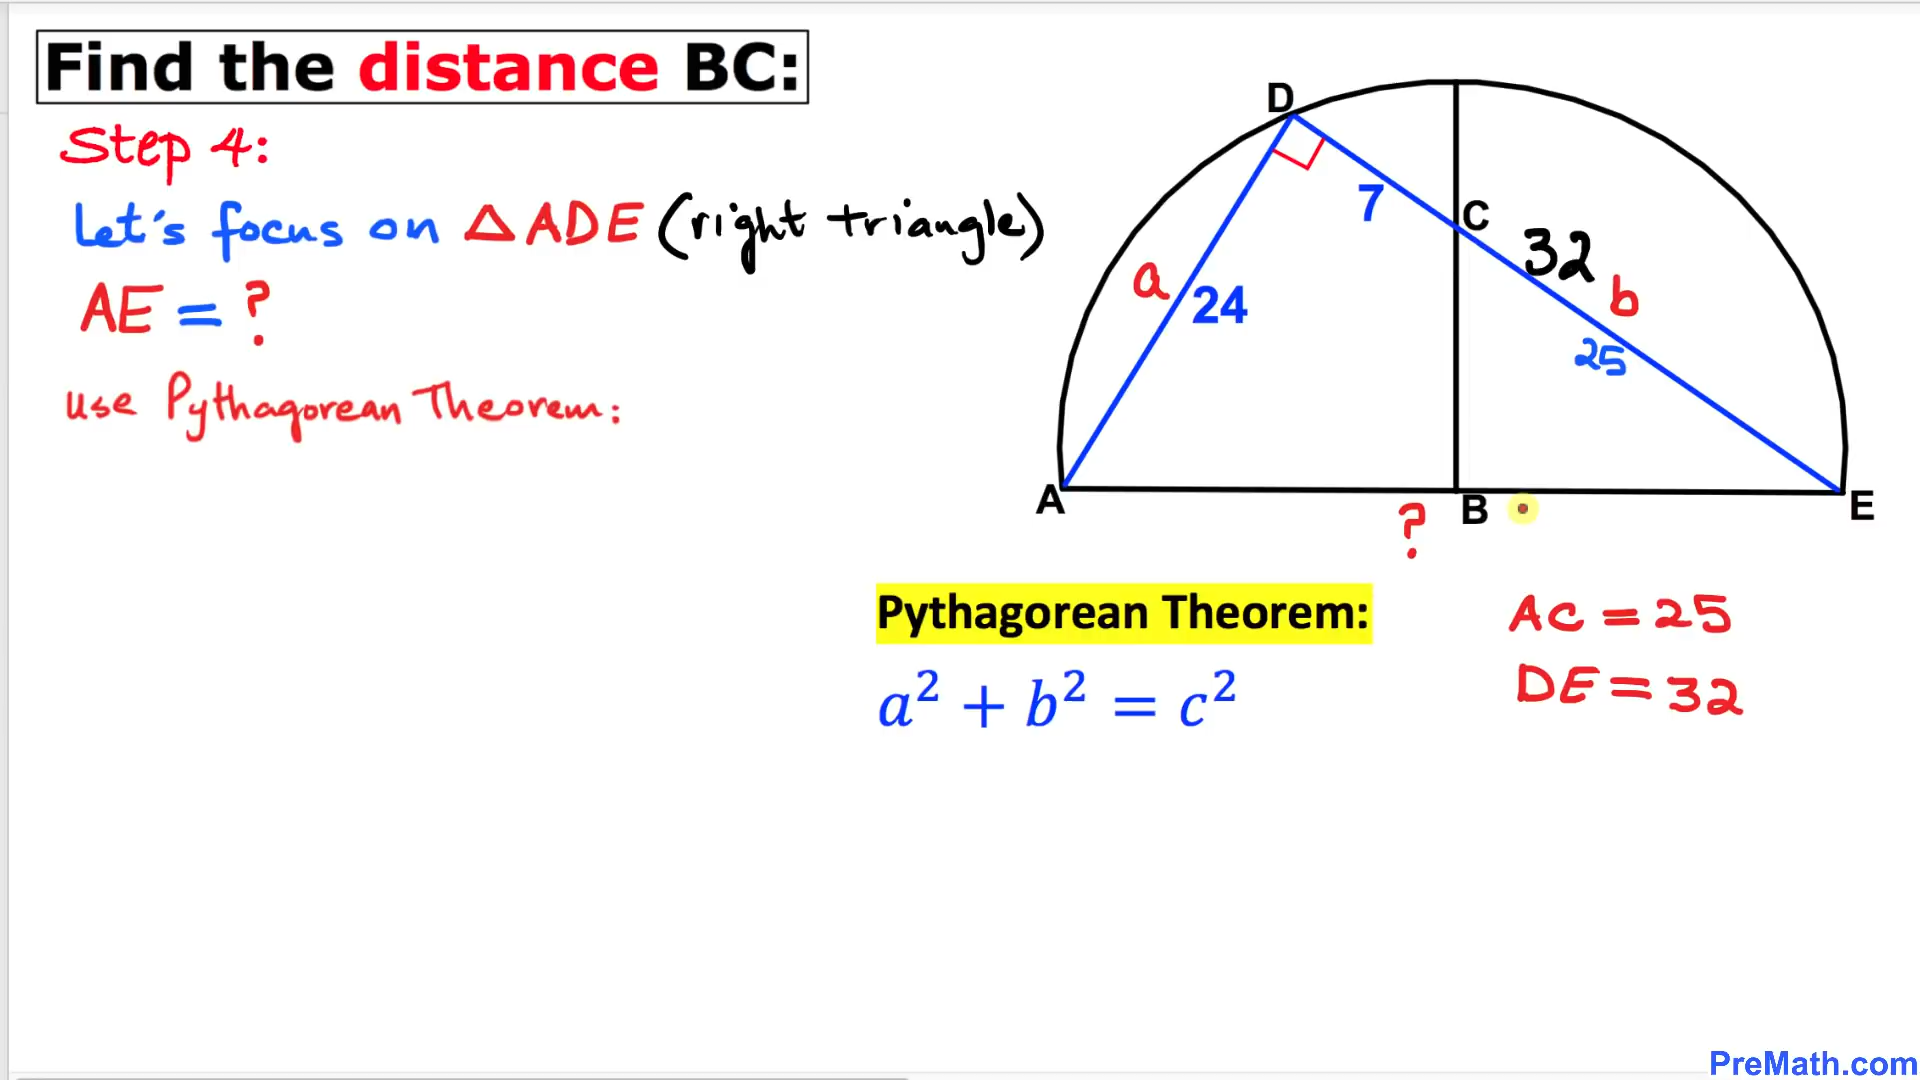 Find the distance BC:
Step 4:
Let's focus on △ADE (right triangle)
AE = ?
use Pythagorean Theorem:
D
7
C
32
a
24
b
25
A
B
E
?
Pythagorean Theorem:
a² + b² = c²
AC = 25
DE = 32
PreMath.com